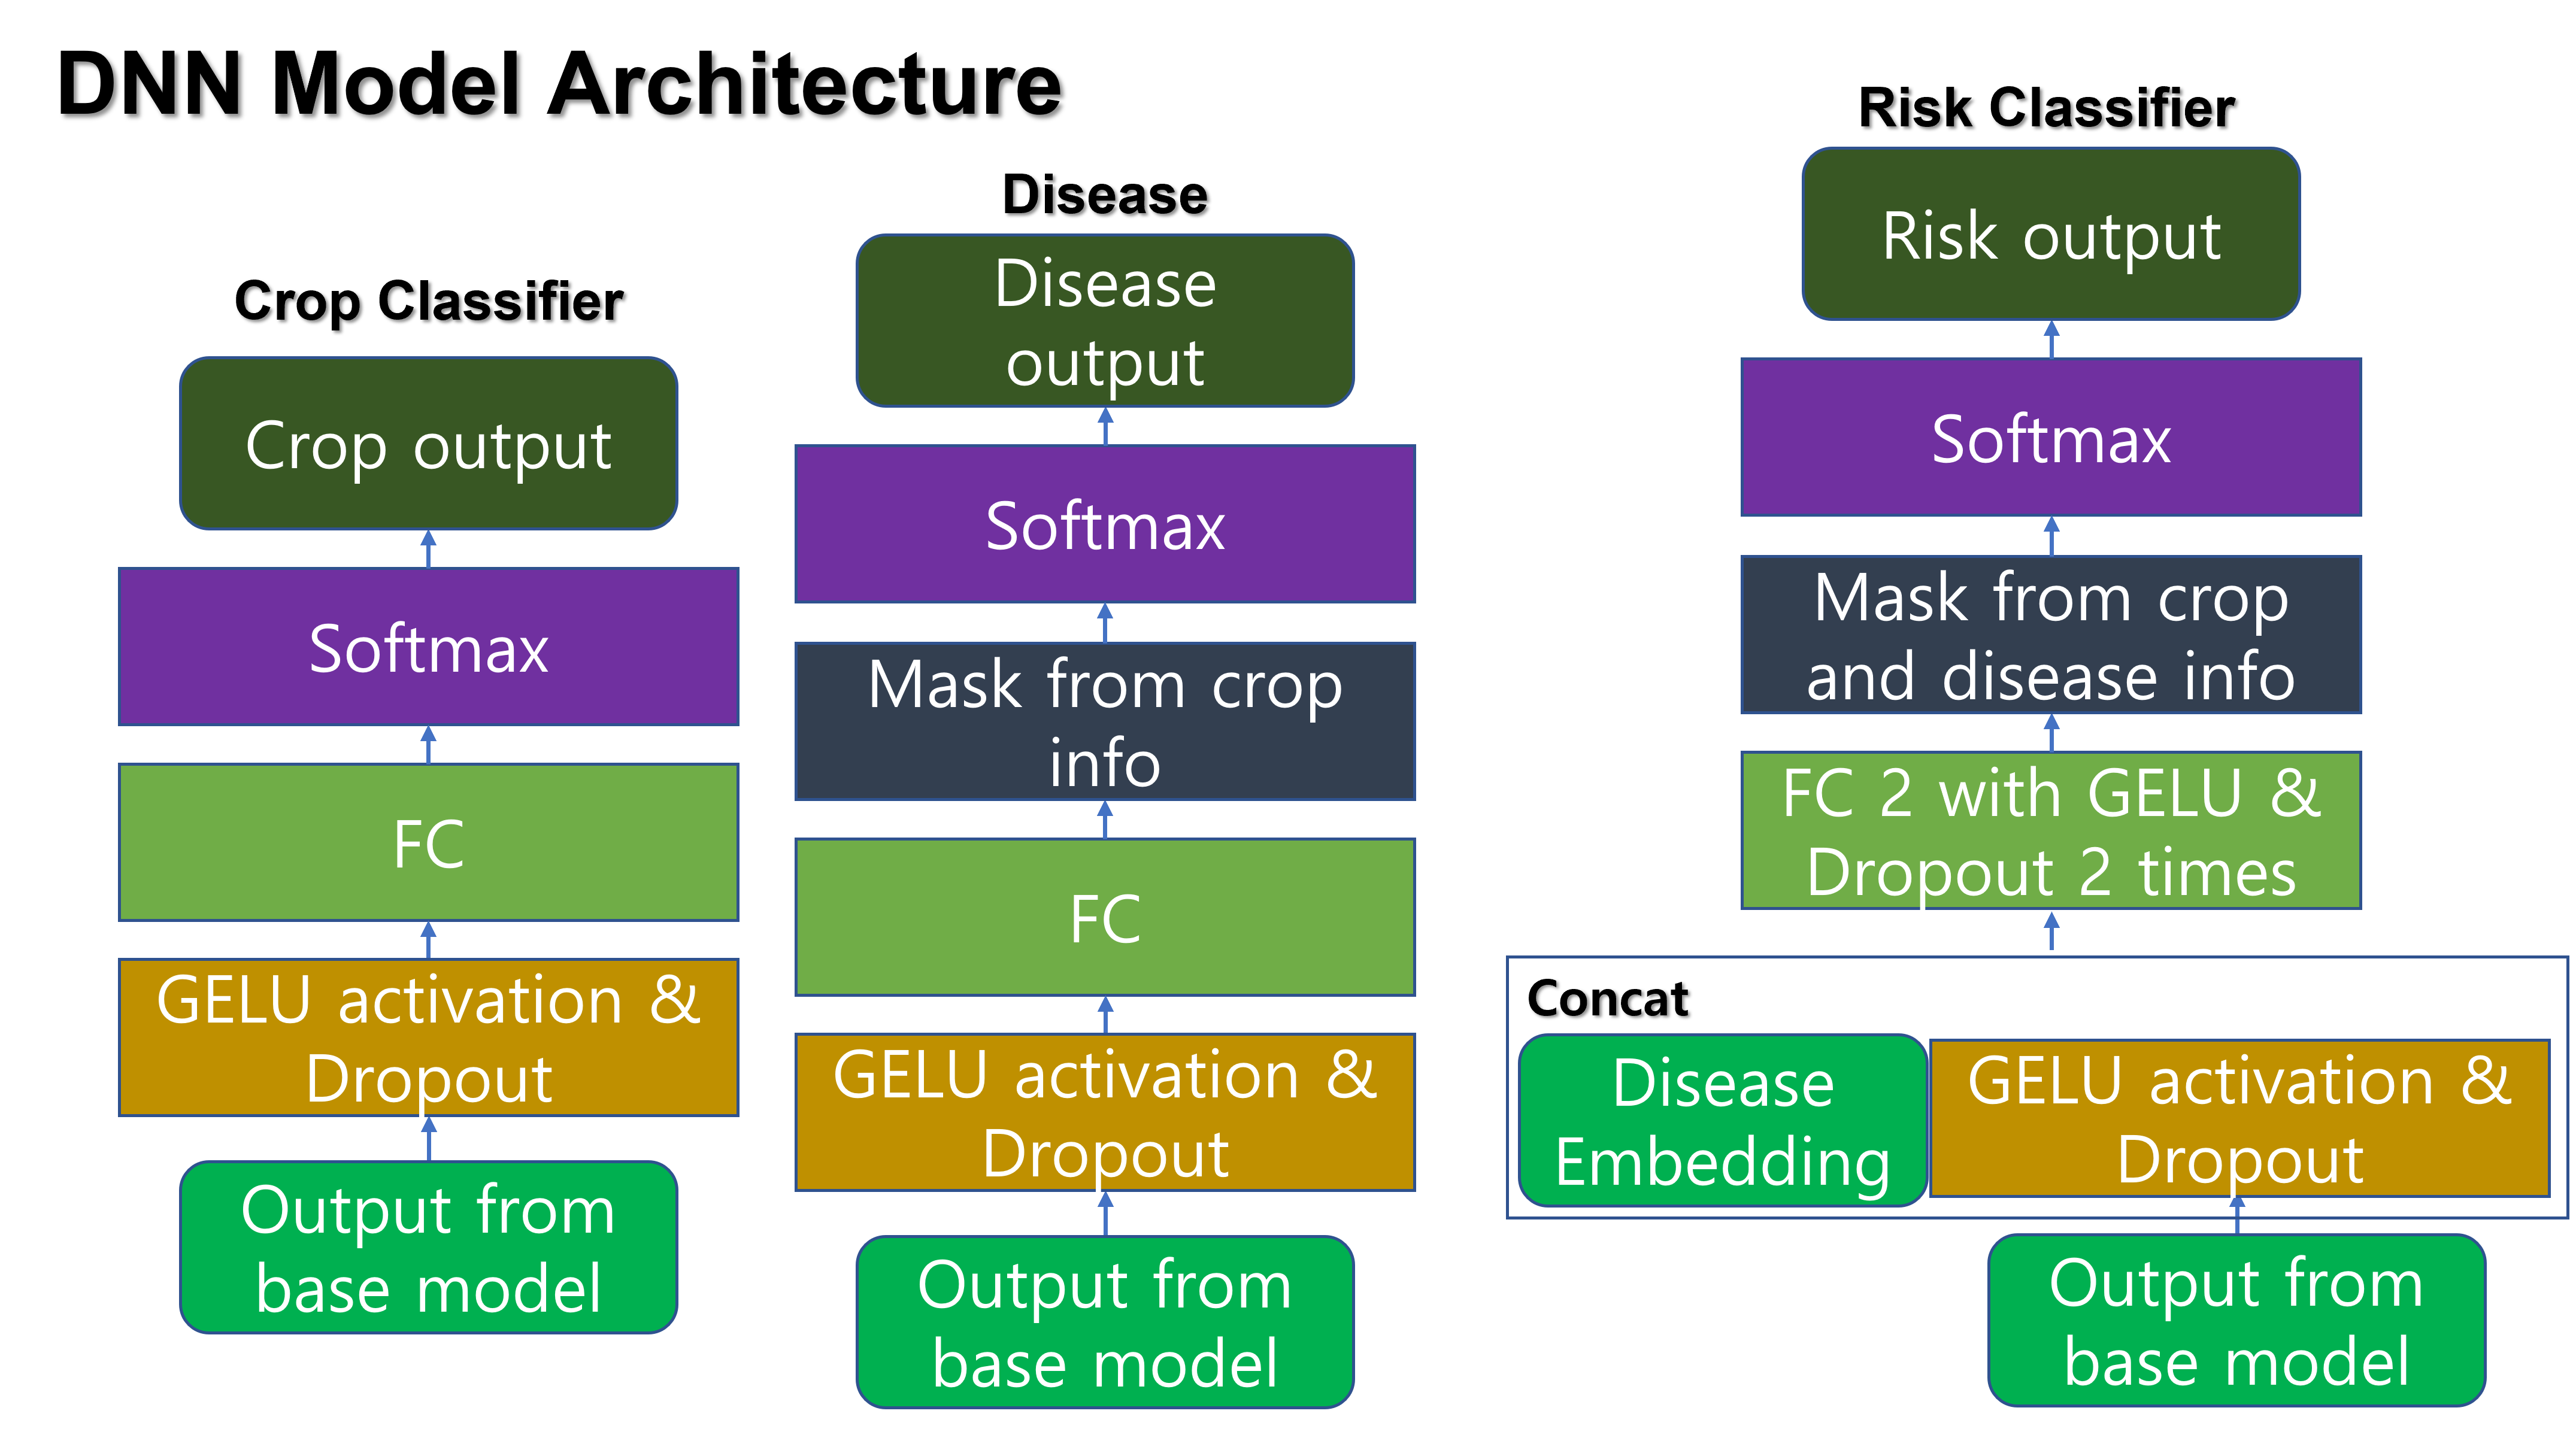 DNN Model Architecture
Crop Classifier
Crop output
Softmax
FC
GELU activation &
Dropout
Output from
base model
Disease
Disease
output
Softmax
Mask from crop
info
FC
GELU activation &
Dropout
Output from
base model
Risk Classifier
Risk output
Softmax
Mask from crop
and disease info
FC 2 with GELU &
Dropout 2 times
Concat
Disease
Embedding
GELU activation &
Dropout
Output from
base model